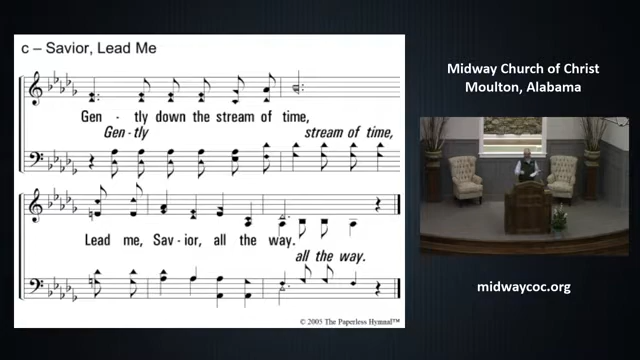 c – Savior, Lead Me
Gen - tly down the stream of time,
Gen - tly stream of time,
Lead me, Sav - ior, all the way.
all the way.
© 2005 The Paperless Hymnal™
Midway Church of Christ
Moulton, Alabama
midwaycoc.org